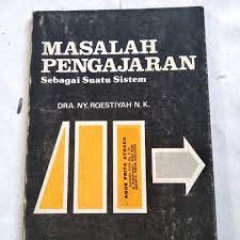 MASALAH
PENGAJARAN
Sebagai Suatu Sistem
DRA. NY. ROESTIYAH N.K.